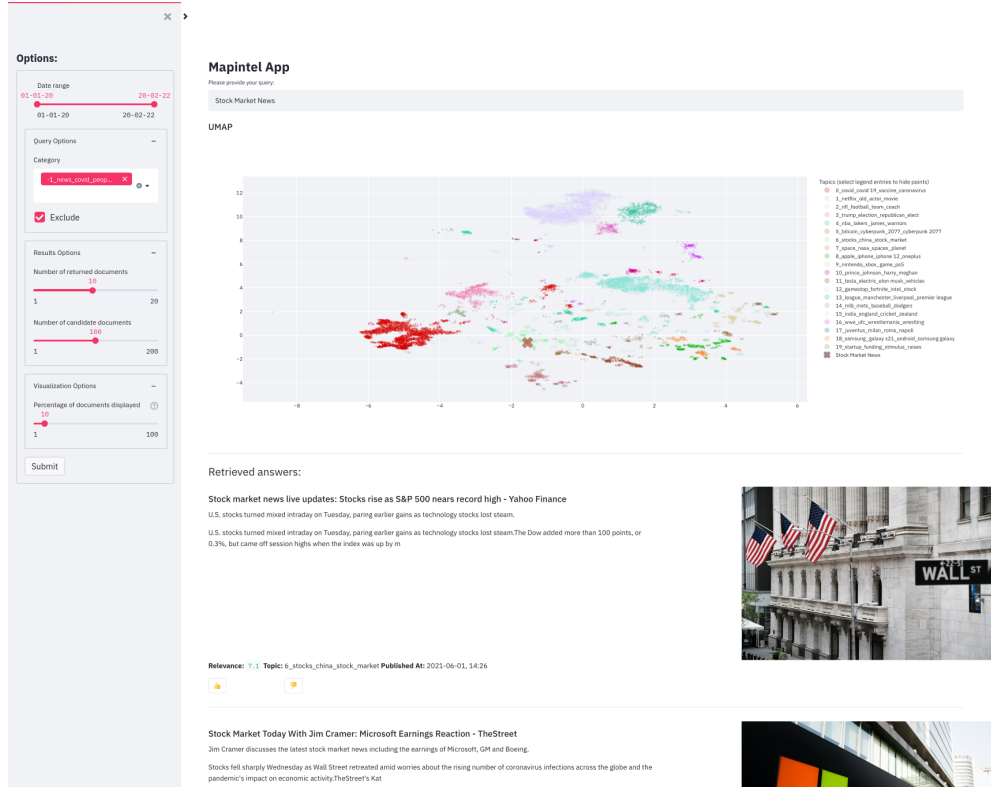 Options:
Date range
01-01-20 20-02-22
01-01-20 20-02-22
Query Options –
Category
-1_news_covid_peop... ×
Exclude
Results Options –
Number of returned documents
10
1 20
Number of candidate documents
100
1 200
Visualization Options –
Percentage of documents displayed
10
1 100
Submit
Mapintel App
Please provide your query:
Stock Market News
UMAP
12
10
8
6
4
2
0
−2
−4
−8 −6 −4 −2 0 2 4 6
Topics (select legend entries to hide points)
0_covid_covid 19_vaccine_coronavirus
1_netflix_old_actor_movie
2_nfl_football_team_coach
3_trump_election_republican_elect
4_nba_lakers_james_warriors
5_bitcoin_cyberpunk_2077_cyberpunk 2077
6_stocks_china_stock_market
7_space_nasa_spaces_planet
8_apple_iphone_iphone 12_oneplus
9_nintendo_xbox_game_ps5
10_prince_johnson_harry_meghan
11_tesla_electric_elon musk_vehicles
12_gamestop_fortnite_intel_stock
13_league_manchester_liverpool_premier league
14_mlb_mets_baseball_dodgers
15_india_england_cricket_zealand
16_wwe_ufc_wrestlemania_wrestling
17_juventus_milan_roma_napoli
18_samsung_galaxy s21_android_samsung galaxy
19_startup_funding_stimulus_raises
Stock Market News
Retrieved answers:
Stock market news live updates: Stocks rise as S&P 500 nears record high - Yahoo Finance
U.S. stocks turned mixed intraday on Tuesday, paring earlier gains as technology stocks lost steam.
U.S. stocks turned mixed intraday on Tuesday, paring earlier gains as technology stocks lost steam.The Dow added more than 100 points, or
0.3%, but came off session highs when the index was up by m
WALL ST
Relevance: 7.1 Topic: 6_stocks_china_stock_market Published At: 2021-06-01, 14:26
Stock Market Today With Jim Cramer: Microsoft Earnings Reaction - TheStreet
Jim Cramer discusses the latest stock market news including the earnings of Microsoft, GM and Boeing.
Stocks fell sharply Wednesday as Wall Street retreated amid worries about the rising number of coronavirus infections across the globe and the
pandemic's impact on economic activity.TheStreet's Kat